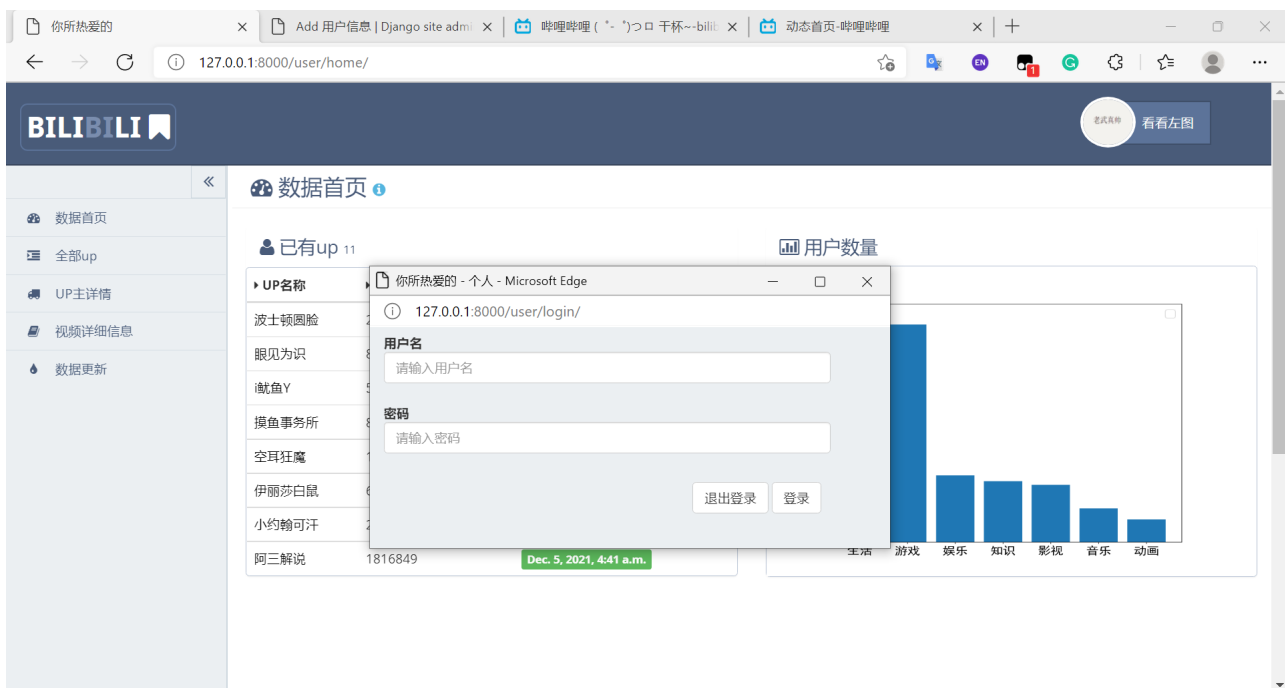 你所热爱的
Add 用户信息 | Django site admi
哔哩哔哩 ( ゜- ゜)つロ 干杯~-bilib
动态首页-哔哩哔哩
127.0.0.1:8000/user/home/
EN
1
BILIBILI
老武真帅
看看左图
«
数据首页
全部up
UP主详情
视频详细信息
数据更新
数据首页
已有up 11
用户数量
UP名称
波士顿圆脸
眼见为识
i鱿鱼Y
摸鱼事务所
空耳狂魔
伊丽莎白鼠
小约翰可汗
阿三解说 1816849 Dec. 5, 2021, 4:41 a.m.
你所热爱的 - 个人 - Microsoft Edge
127.0.0.1:8000/user/login/
用户名
请输入用户名
密码
请输入密码
退出登录 登录
生活 游戏 娱乐 知识 影视 音乐 动画